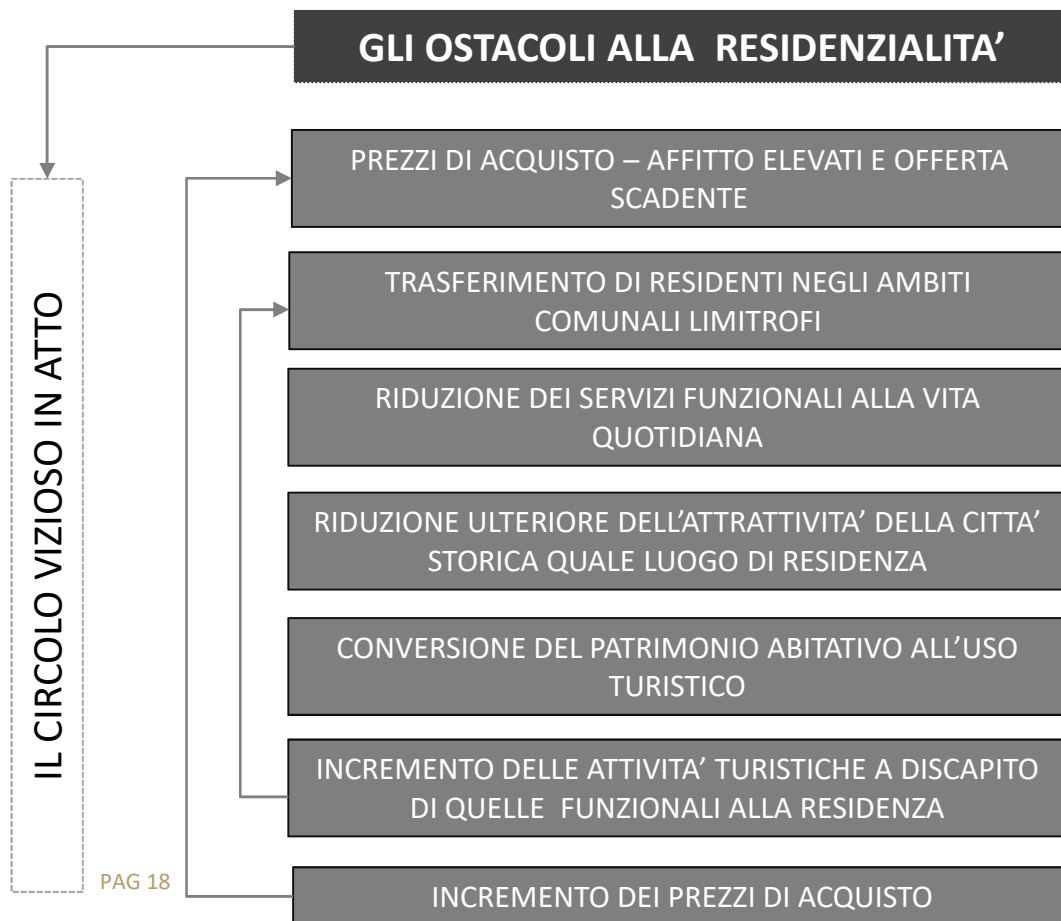 GLI OSTACOLI ALLA  RESIDENZIALITA’
PREZZI DI ACQUISTO – AFFITTO ELEVATI E OFFERTA
SCADENTE
TRASFERIMENTO DI RESIDENTI NEGLI AMBITI
COMUNALI LIMITROFI
RIDUZIONE DEI SERVIZI FUNZIONALI ALLA VITA
QUOTIDIANA
RIDUZIONE ULTERIORE DELL’ATTRATTIVITA’ DELLA CITTA’
STORICA QUALE LUOGO DI RESIDENZA
CONVERSIONE DEL PATRIMONIO ABITATIVO ALL’USO
TURISTICO
INCREMENTO DELLE ATTIVITA’ TURISTICHE A DISCAPITO
DI QUELLE  FUNZIONALI ALLA RESIDENZA
INCREMENTO DEI PREZZI DI ACQUISTO
IL CIRCOLO VIZIOSO IN ATTO
PAG 18